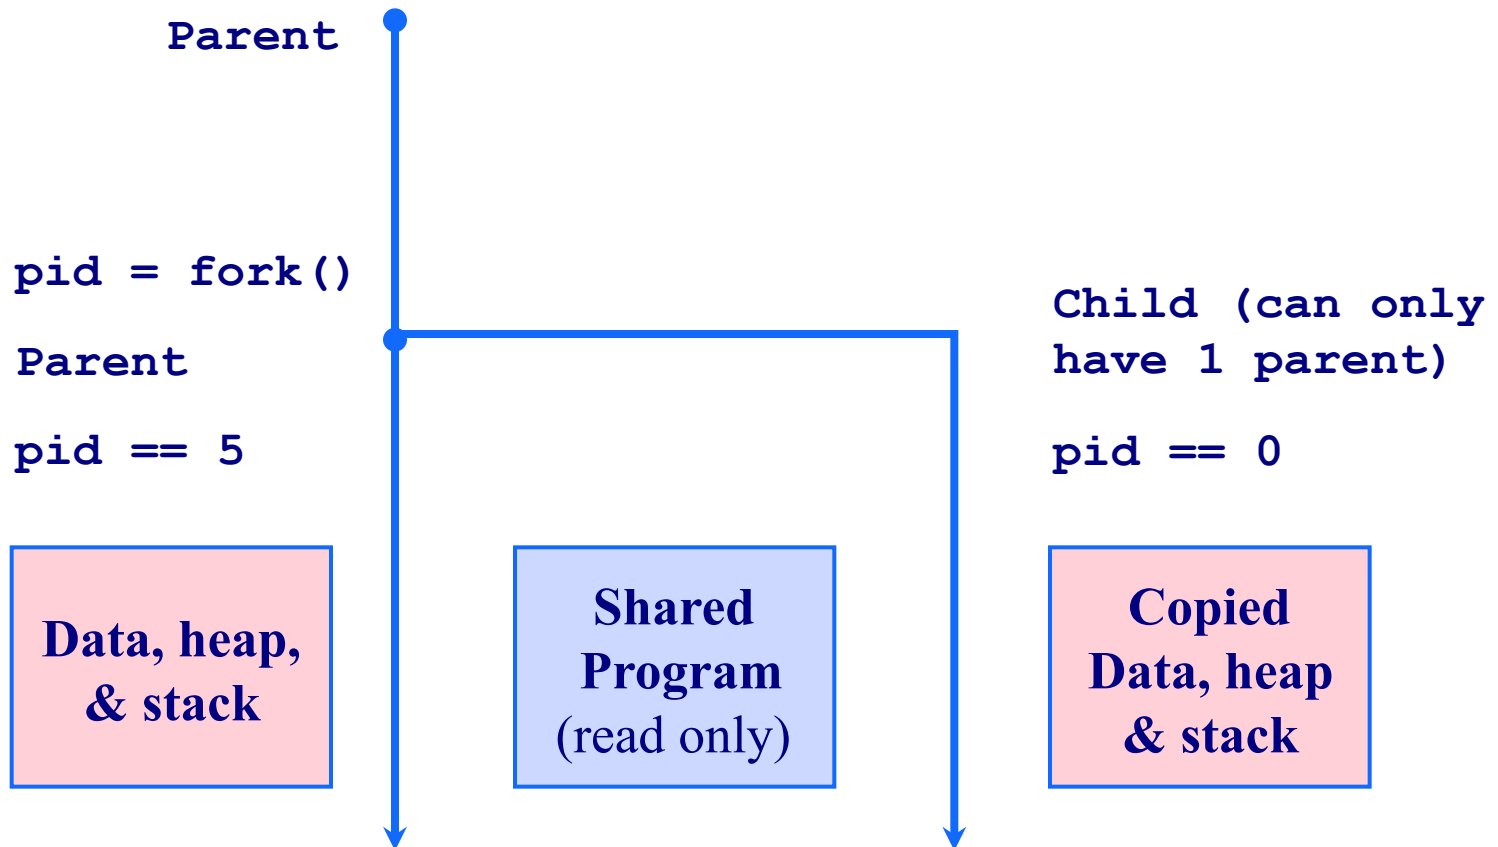 Parent
pid = fork()
Parent
pid == 5
Child (can only
have 1 parent)
pid == 0
Data, heap,
& stack
Shared
Program
(read only)
Copied
Data, heap
& stack